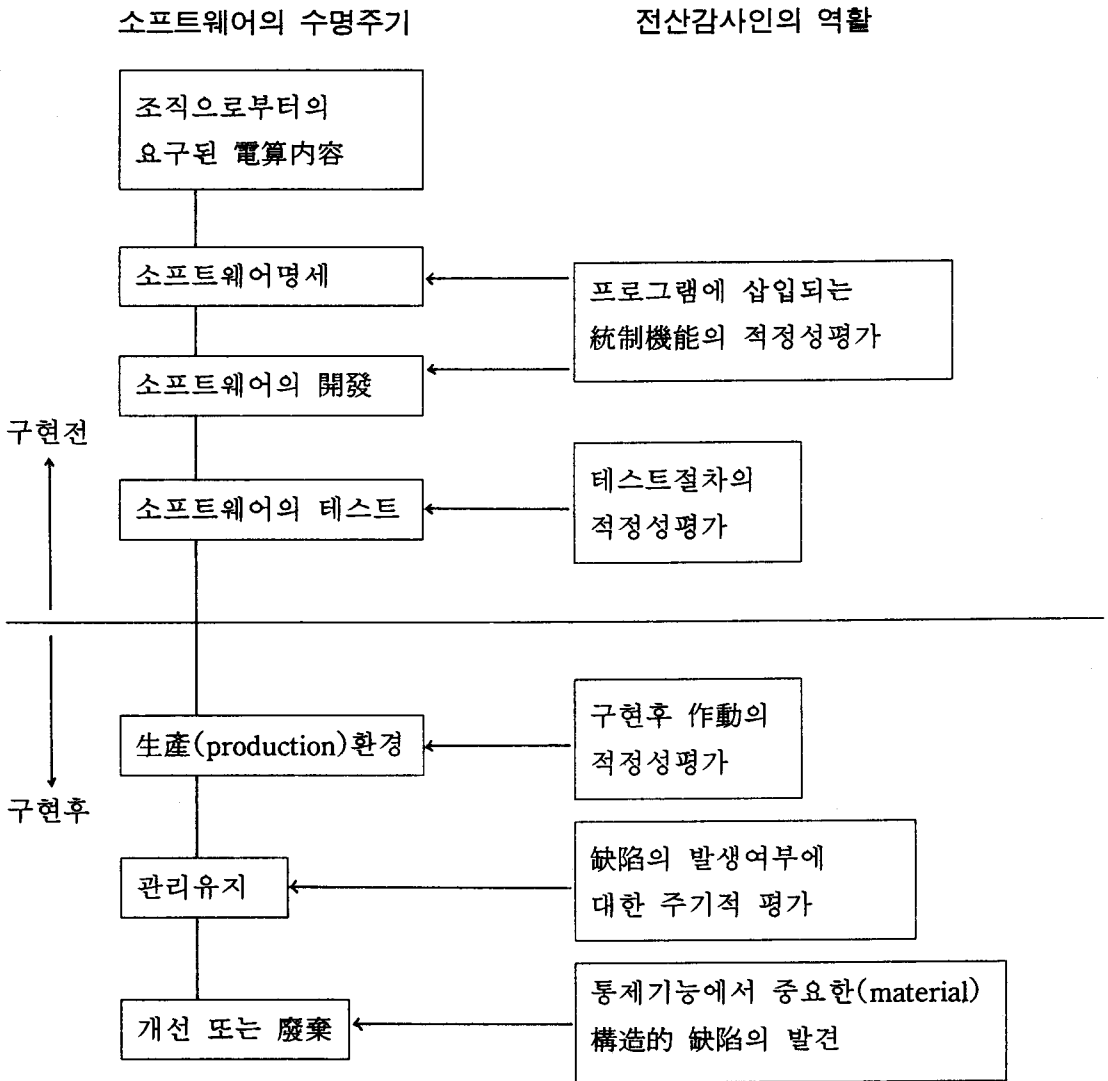 소프트웨어의 수명주기
전산감사인의 역활
조직으로부터의
요구된 電算内容
소프트웨어명세
프로그램에 삽입되는
統制機能의 적정성평가
소프트웨어의 開發
구현전
소프트웨어의 테스트
테스트절차의
적정성평가
生產(production)환경
구현후 作動의
적정성평가
구현후
관리유지
缺陷의 발생여부에
대한 주기적 평가
개선 또는 廢棄
통제기능에서 중요한(material)
構造的 缺陷의 발견